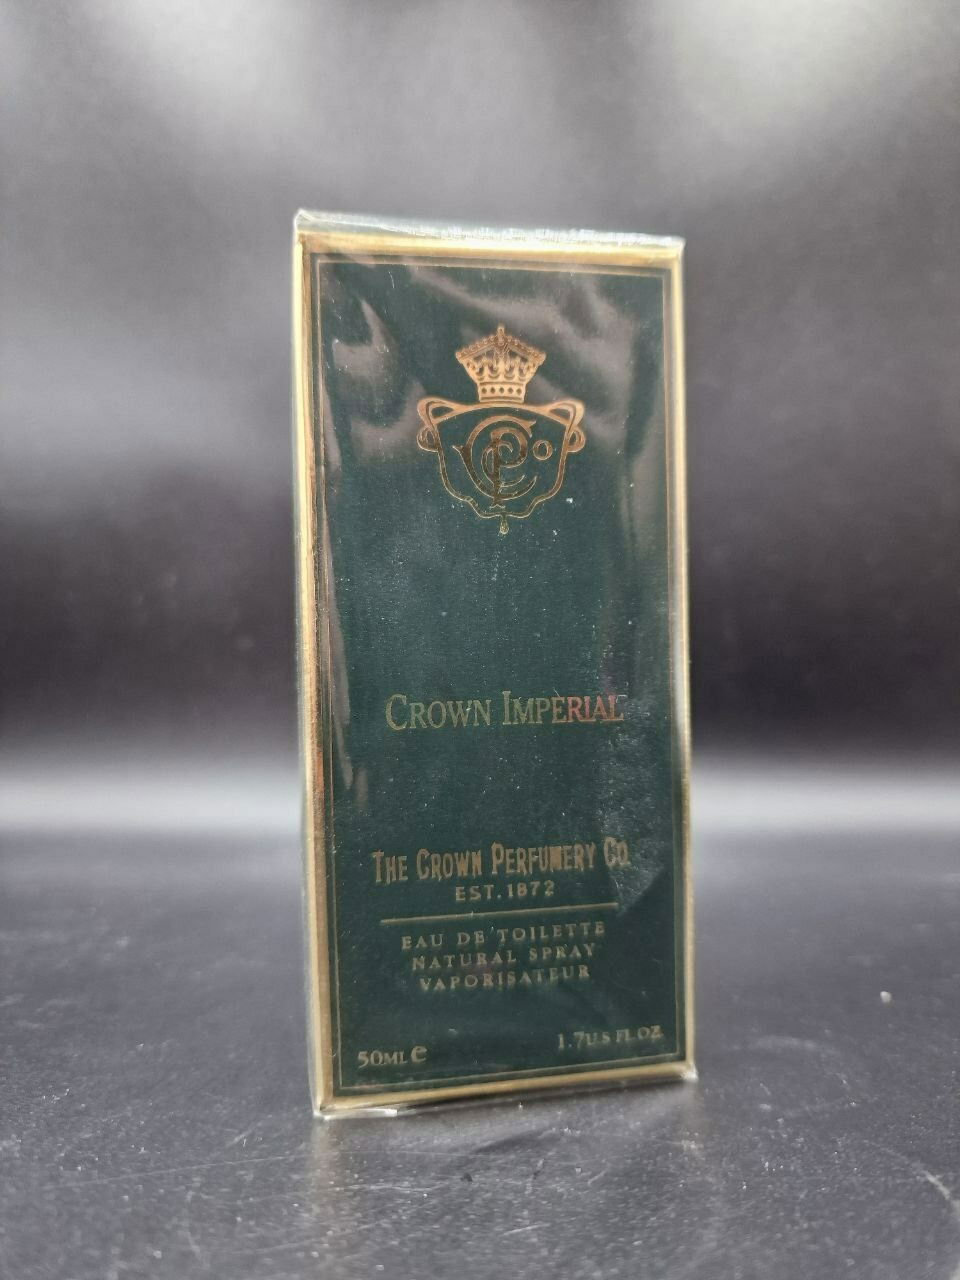 CPCo
CROWN IMPERIAL
THE CROWN PERFUMERY CO.
EST. 1872
EAU DE TOILETTE
NATURAL SPRAY
VAPORISATEUR
50ML e
1.7U.S FL.OZ